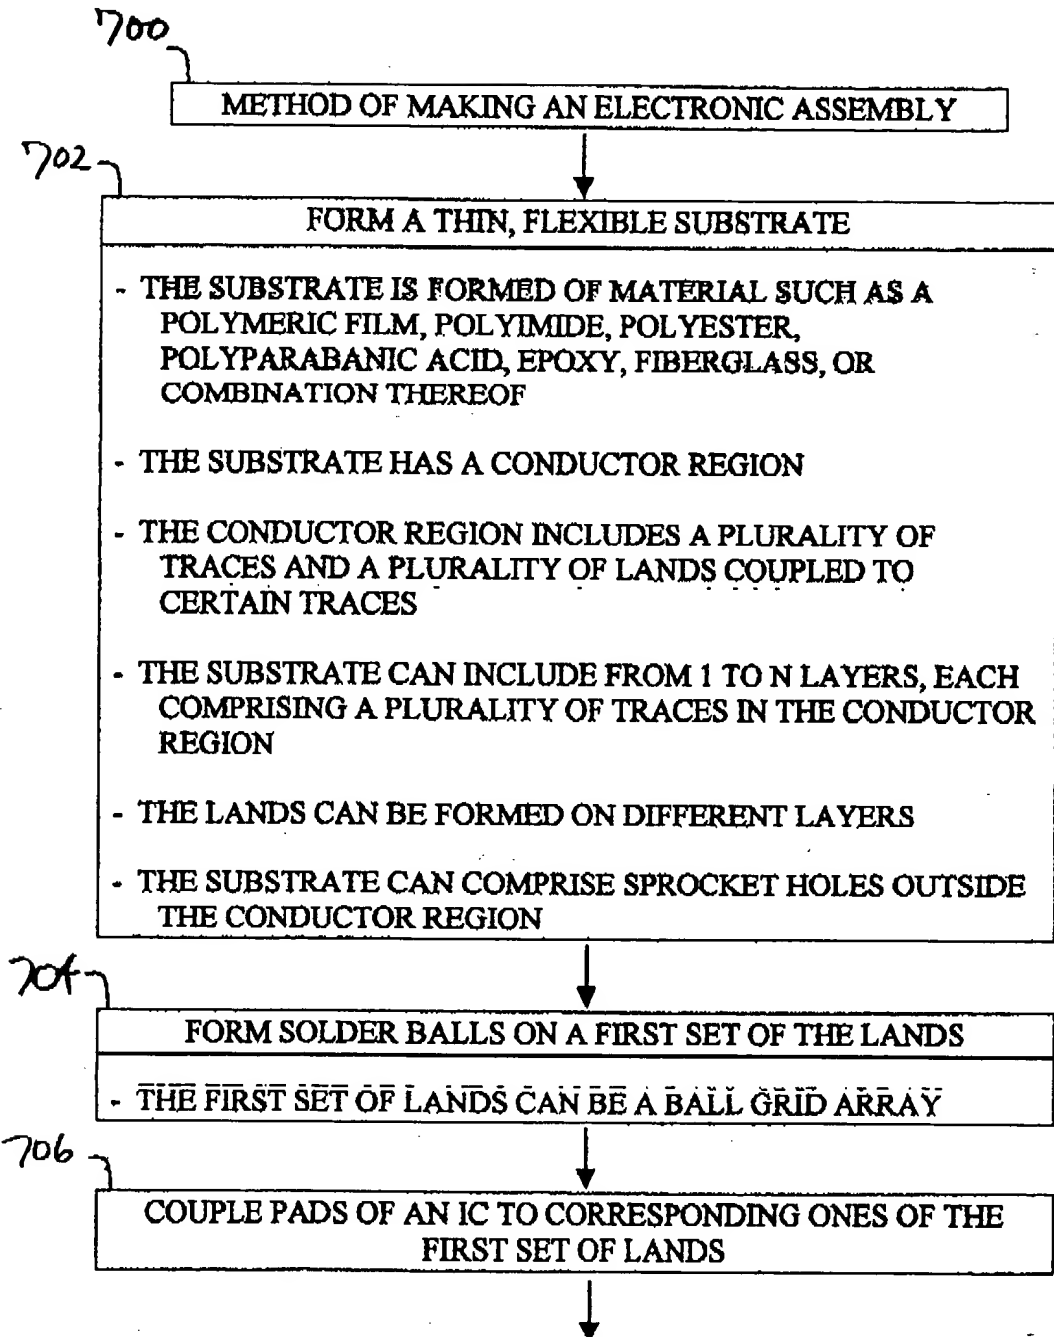 700
METHOD OF MAKING AN ELECTRONIC ASSEMBLY
702
FORM A THIN, FLEXIBLE SUBSTRATE
- THE SUBSTRATE IS FORMED OF MATERIAL SUCH AS A
POLYMERIC FILM, POLYIMIDE, POLYESTER,
POLYPARABANIC ACID, EPOXY, FIBERGLASS, OR
COMBINATION THEREOF
- THE SUBSTRATE HAS A CONDUCTOR REGION
- THE CONDUCTOR REGION INCLUDES A PLURALITY OF
TRACES AND A PLURALITY OF LANDS COUPLED TO
CERTAIN TRACES
- THE SUBSTRATE CAN INCLUDE FROM 1 TO N LAYERS, EACH
COMPRISING A PLURALITY OF TRACES IN THE CONDUCTOR
REGION
- THE LANDS CAN BE FORMED ON DIFFERENT LAYERS
- THE SUBSTRATE CAN COMPRISE SPROCKET HOLES OUTSIDE
THE CONDUCTOR REGION
704
FORM SOLDER BALLS ON A FIRST SET OF THE LANDS
- THE FIRST SET OF LANDS CAN BE A BALL GRID ARRAY
706
COUPLE PADS OF AN IC TO CORRESPONDING ONES OF THE
FIRST SET OF LANDS